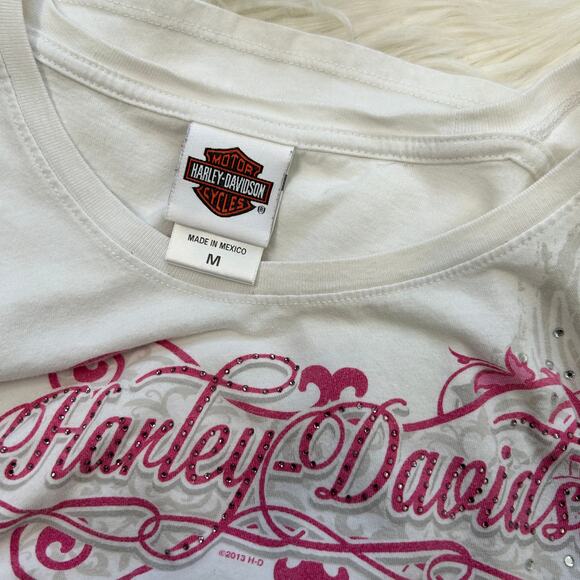 MOTOR
HARLEY-DAVIDSON
CYCLES
®
MADE IN MEXICO
M
Harley-Davids
©2013 H-D